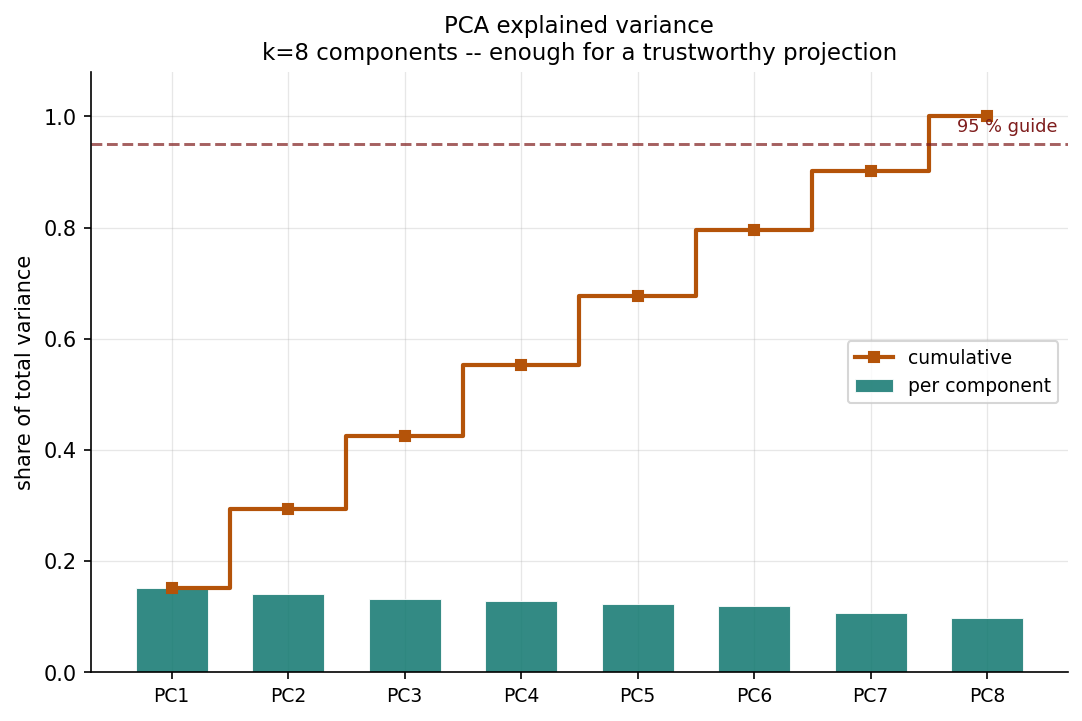 PCA explained variance
k=8 components -- enough for a trustworthy projection
share of total variance
1.0
0.8
0.6
0.4
0.2
0.0
95 % guide
cumulative
per component
PC1
PC2
PC3
PC4
PC5
PC6
PC7
PC8